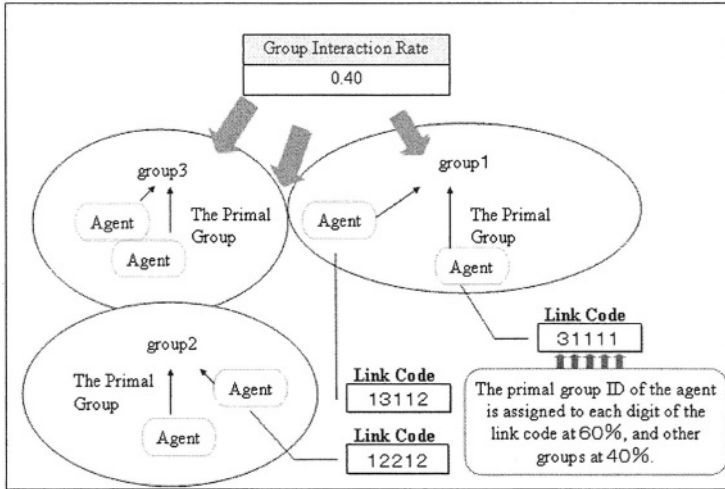 Group Interaction Rate
0.40
group3
Agent
The Primal
Group
Agent
group1
Agent
The Primal
Group
Agent
Link Code
31111
The primal group ID of the agent
is assigned to each digit of the
link code at 60%, and other
groups at 40%.
group2
The Primal
Group
Agent
Agent
Link Code
13112
Link Code
12212